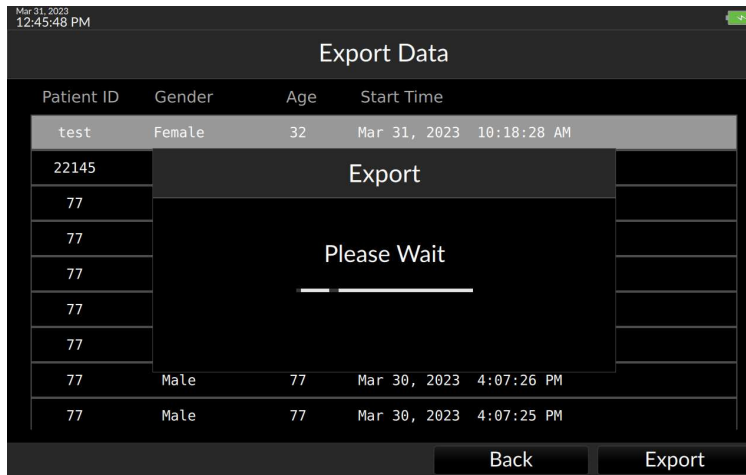 Mar 31, 2023
12:45:48 PM
Export Data
Patient ID Gender Age Start Time
test Female 32 Mar 31, 2023 10:18:28 AM
22145
Export
77
77
Please Wait
77
77
77
77 Male 77 Mar 30, 2023 4:07:26 PM
77 Male 77 Mar 30, 2023 4:07:25 PM
Back Export